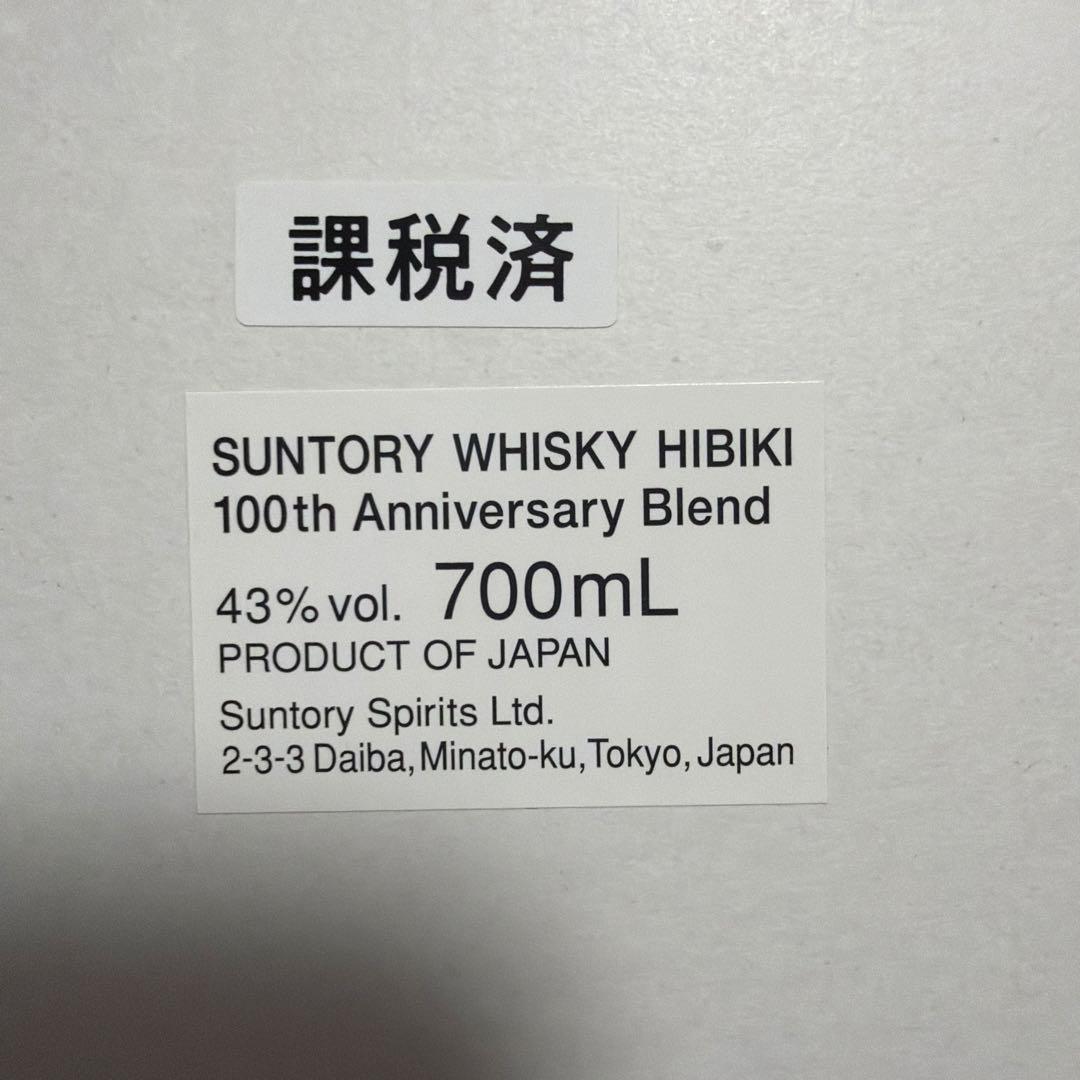 課税済
SUNTORY WHISKY HIBIKI
100th Anniversary Blend
43% vol. 700mL
PRODUCT OF JAPAN
Suntory Spirits Ltd.
2-3-3 Daiba, Minato-ku, Tokyo, Japan